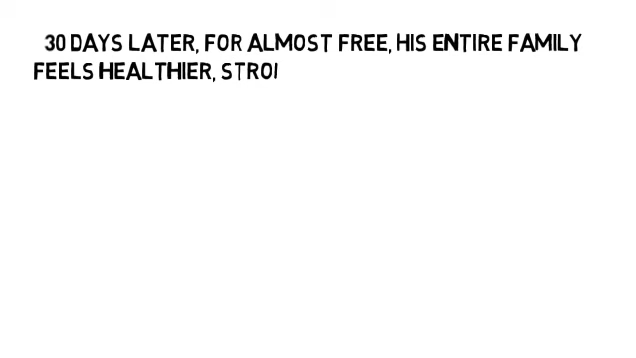 30 DAYS LATER, FOR ALMOST FREE, HIS ENTIRE FAMILY
FEELS HEALTHIER,